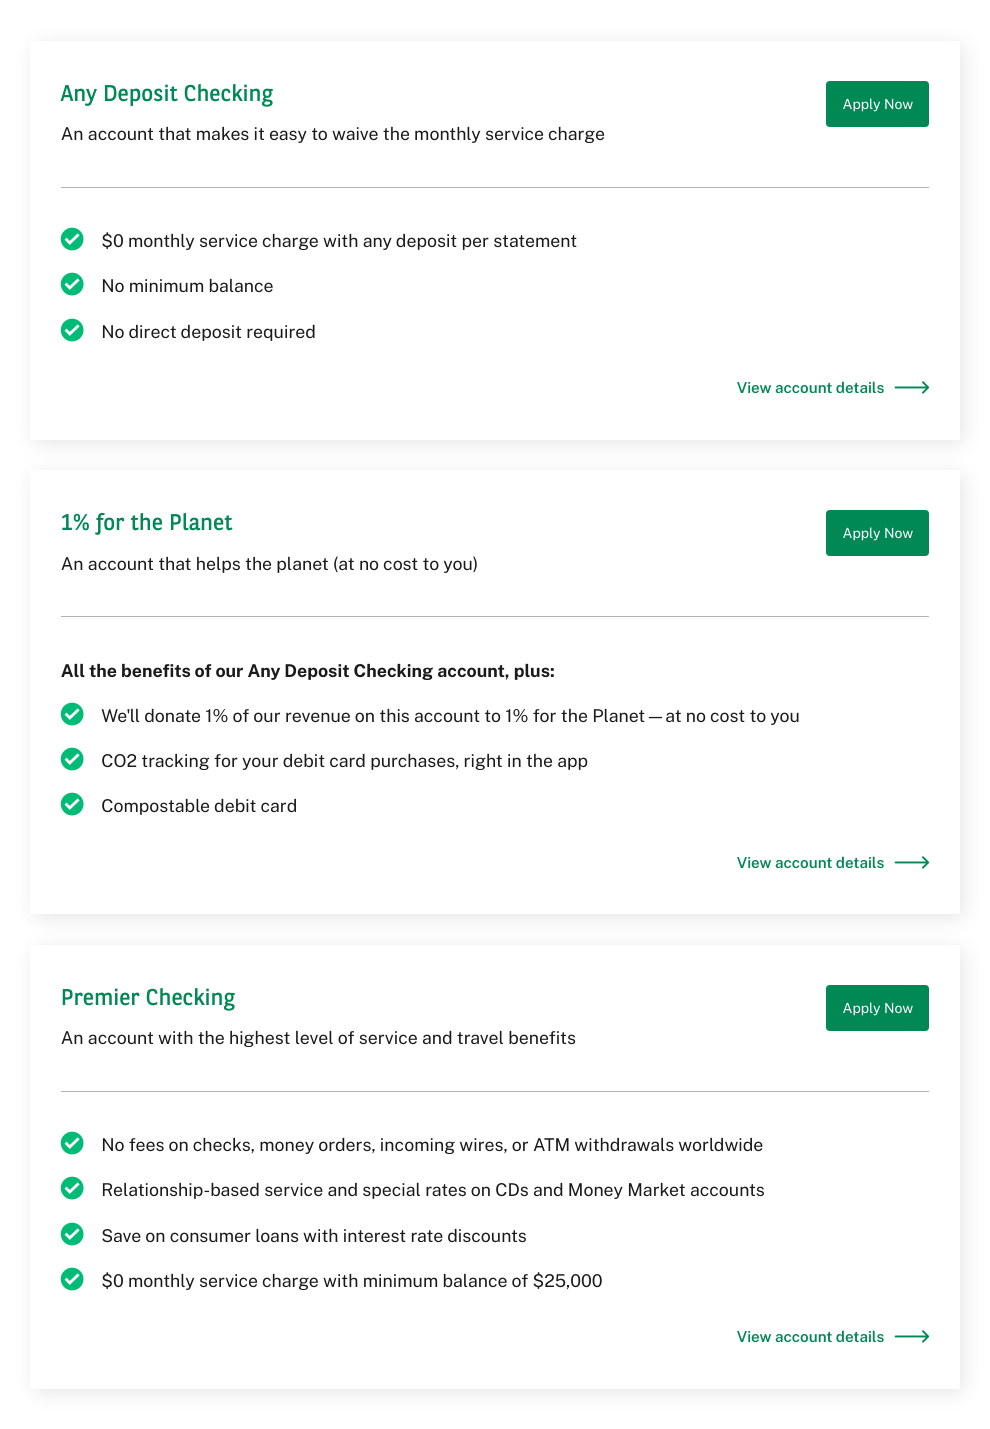 Any Deposit Checking
Apply Now
An account that makes it easy to waive the monthly service charge
$0 monthly service charge with any deposit per statement
No minimum balance
No direct deposit required
View account details
1% for the Planet
Apply Now
An account that helps the planet (at no cost to you)
All the benefits of our Any Deposit Checking account, plus:
We'll donate 1% of our revenue on this account to 1% for the Planet—at no cost to you
CO2 tracking for your debit card purchases, right in the app
Compostable debit card
View account details
Premier Checking
Apply Now
An account with the highest level of service and travel benefits
No fees on checks, money orders, incoming wires, or ATM withdrawals worldwide
Relationship-based service and special rates on CDs and Money Market accounts
Save on consumer loans with interest rate discounts
$0 monthly service charge with minimum balance of $25,000
View account details